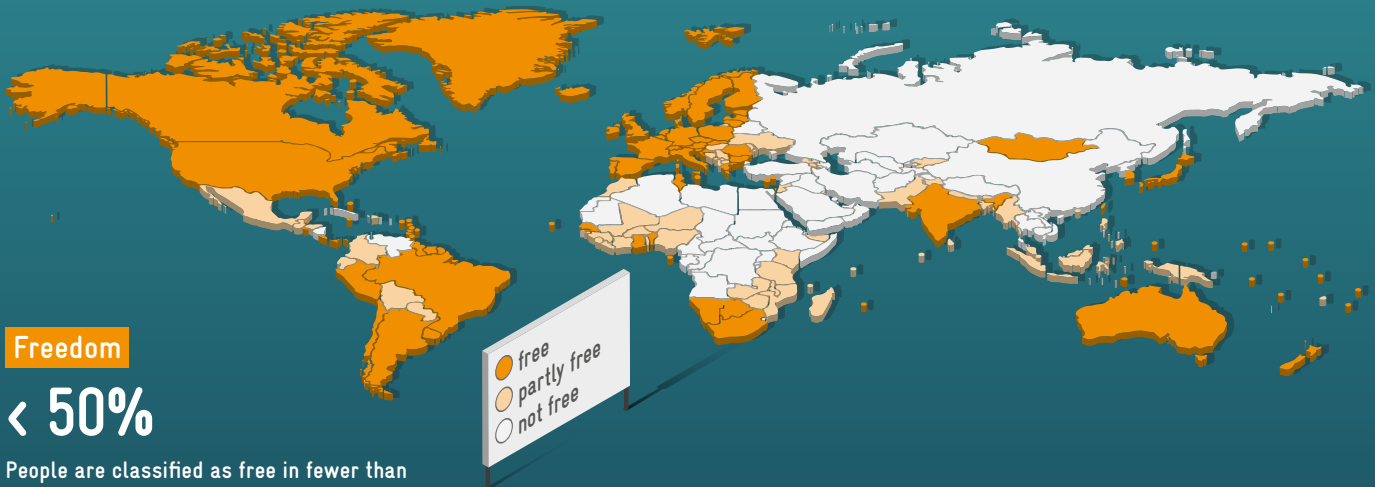 Freedom
< 50%
People are classified as free in fewer than
free
partly free
not free